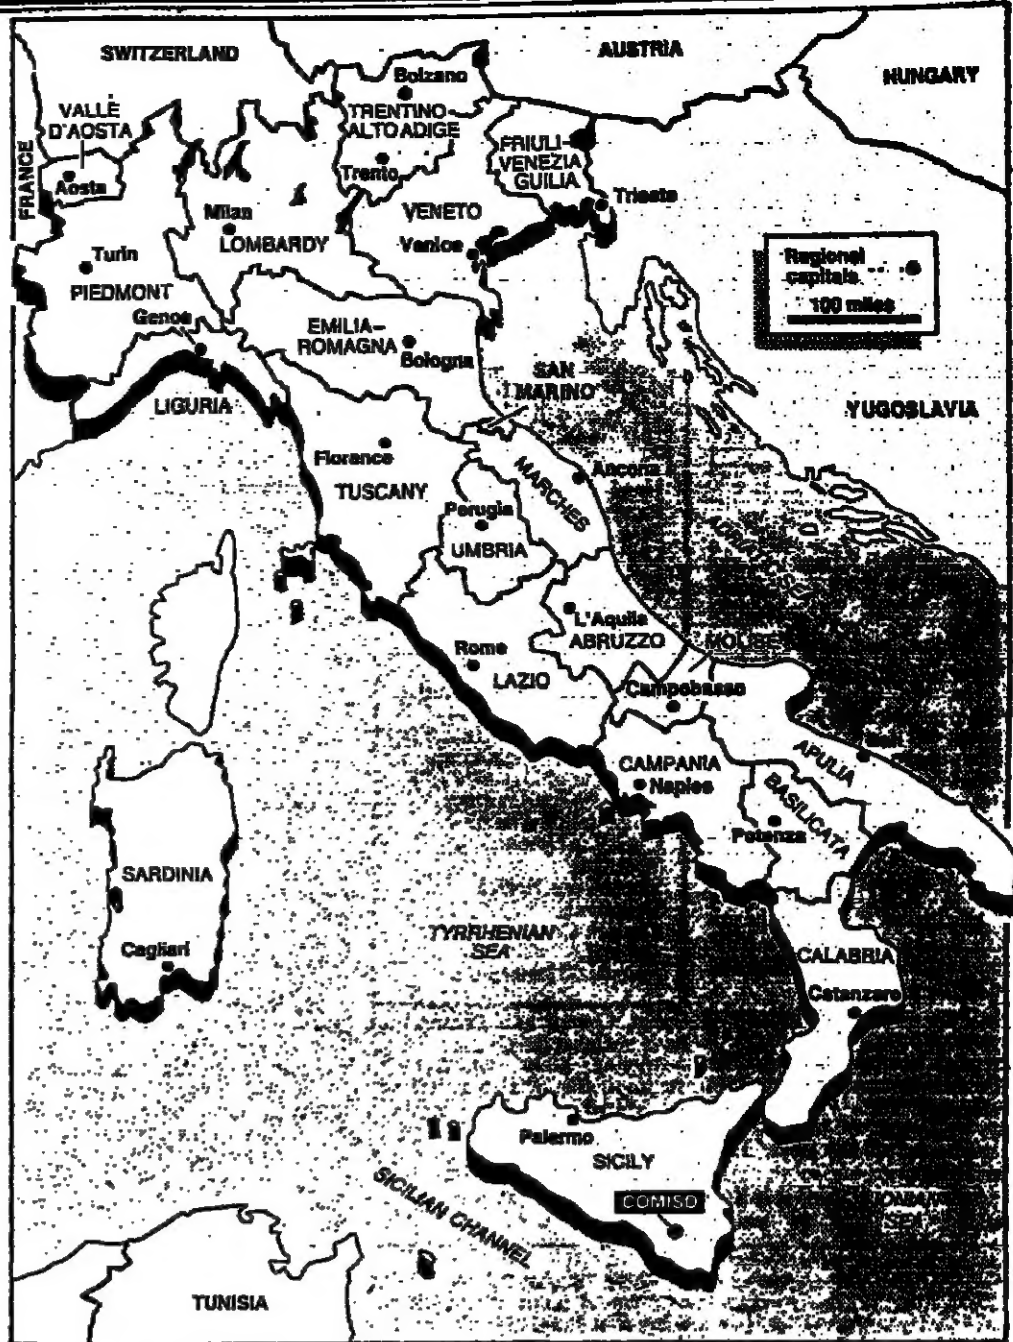 SWITZERLAND
AUSTRIA
HUNGARY
Bolzano
VALLE
D'AOSTA
TRENTINO-
ALTO ADIGE
FRIULI-
VENEZIA
GUILIA
FRANCE
Aosta
Trento
Trieste
Milan
VENETO
LOMBARDY
Venice
Turin
Regional
capitals
PIEDMONT
100 miles
Genoa
EMILIA-
ROMAGNA
Bologna
SAN
MARINO
LIGURIA
YUGOSLAVIA
Florence
Ancona
MARCHES
TUSCANY
Perugia
UMBRIA
L'Aquila
ABRUZZO
MOLISE
Rome
LAZIO
Campobasso
CAMPANIA
Naples
APULIA
BASILICATA
Potenza
SARDINIA
TYRRHENIAN
SEA
Cagliari
CALABRIA
Catanzaro
Palermo
SICILY
COMISO
SICILIAN CHANNEL
IONIAN
SEA
TUNISIA